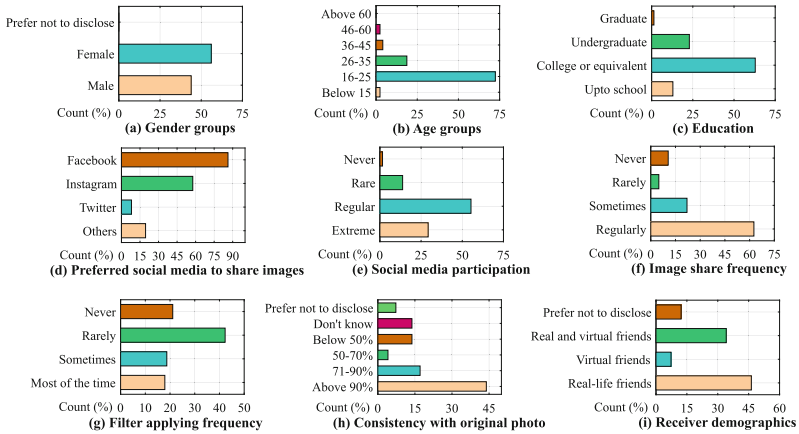 Prefer not to disclose
Female
Male
0 25 50 75
Count (%)
(a) Gender groups
Above 60
46-60
36-45
26-35
16-25
Below 15
0 25 50 75
Count (%)
(b) Age groups
Graduate
Undergraduate
College or equivalent
Upto school
0 25 50 75
Count (%)
(c) Education
Facebook
Instagram
Twitter
Others
0 15 30 45 60 75 90
Count (%)
(d) Preferred social media to share images
Never
Rare
Regular
Extreme
0 25 50 75
Count (%)
(e) Social media participation
Never
Rarely
Sometimes
Regularly
0 15 30 45 60 75
Count (%)
(f) Image share frequency
Never
Rarely
Sometimes
Most of the time
0 10 20 30 40 50
Count (%)
(g) Filter applying frequency
Prefer not to disclose
Don't know
Below 50%
50-70%
71-90%
Above 90%
0 15 30 45
Count (%)
(h) Consistency with original photo
Prefer not to disclose
Real and virtual friends
Virtual friends
Real-life friends
0 15 30 45 60
Count (%)
(i) Receiver demographics